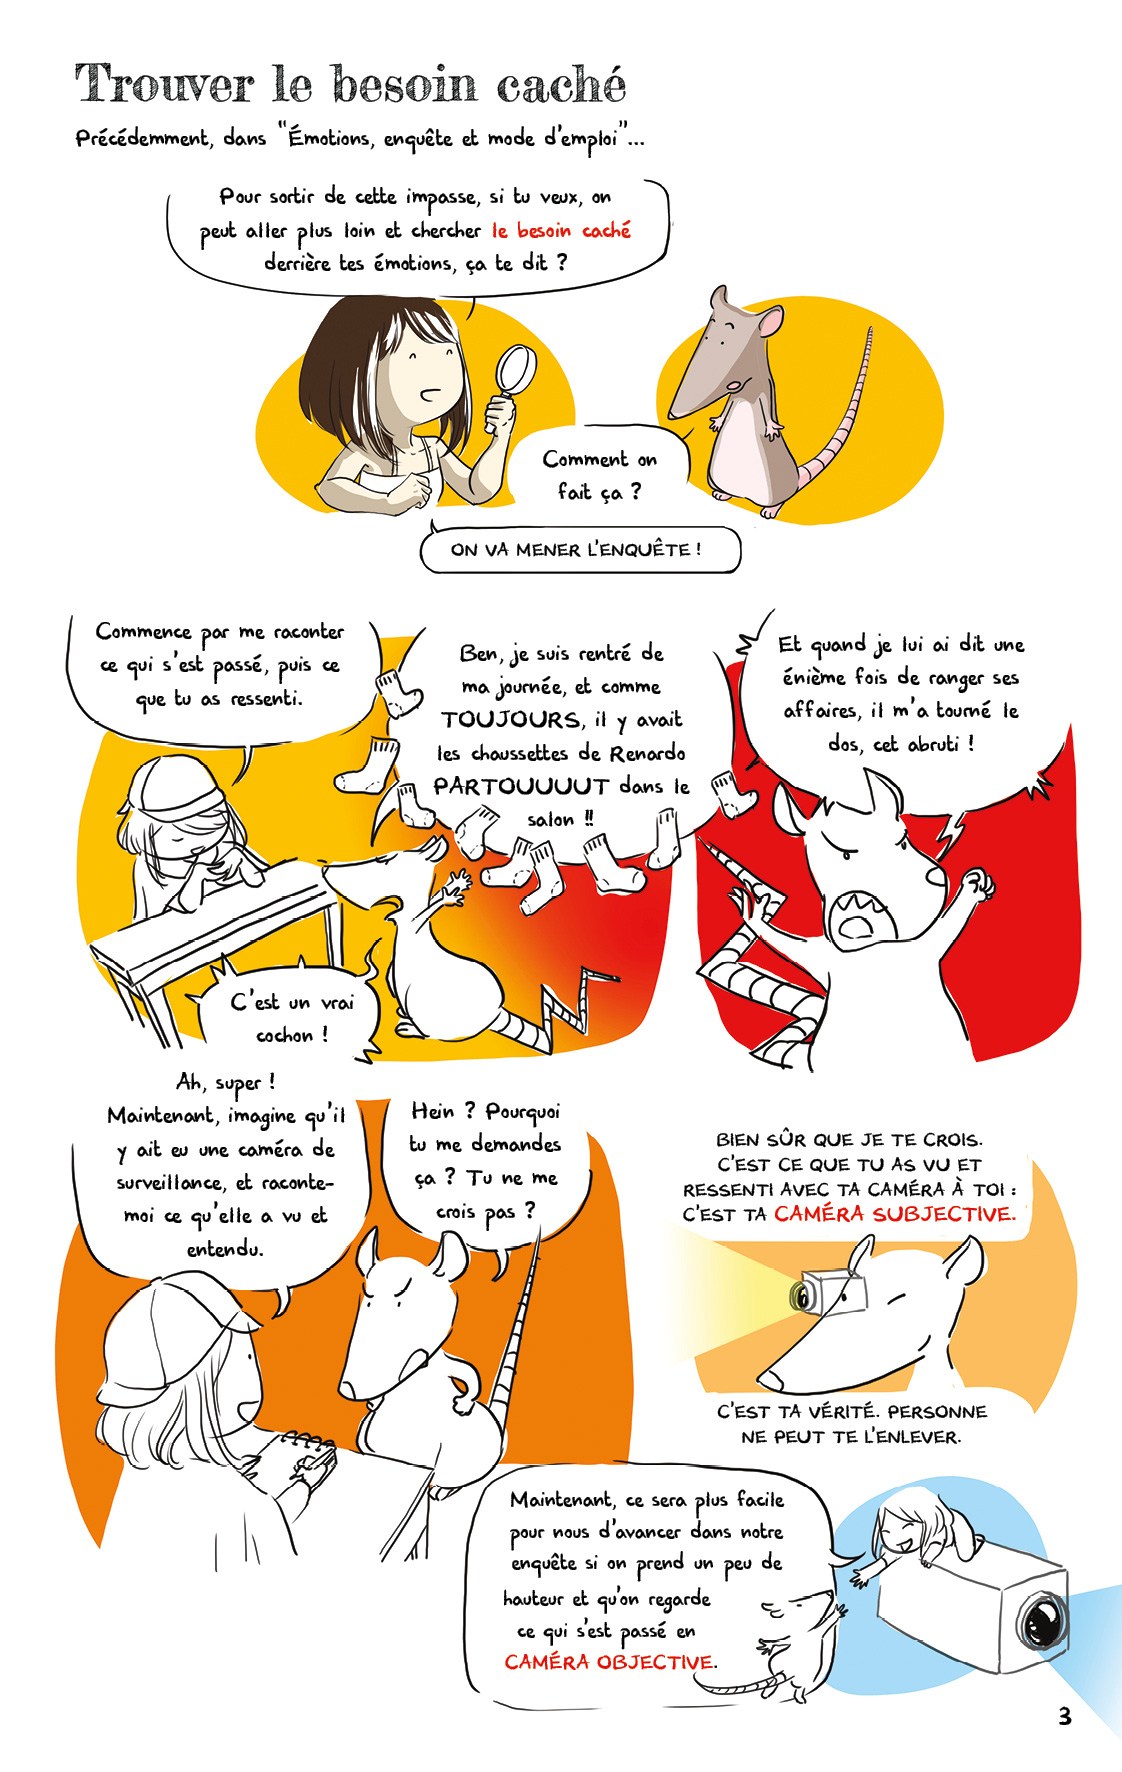 Trouver le besoin caché
Précédemment, dans "Émotions, enquête et mode d'emploi"...
Pour sortir de cette impasse, si tu veux, on
peut aller plus loin et chercher le besoin caché
derrière tes émotions, ça te dit ?
Comment on
fait ça ?
ON VA MENER L'ENQUÊTE !
Commence par me raconter
ce qui s'est passé, puis ce
que tu as ressenti.
Ben, je suis rentré de
ma journée, et comme
TOUJOURS, il y avait
les chaussettes de Renardo
PARTOUUUUT dans le
salon !!
C'est un vrai
cochon !
Et quand je lui ai dit une
énième fois de ranger ses
affaires, il m'a tourné le
dos, cet abruti !
Ah, super !
Maintenant, imagine qu'il
y ait eu une caméra de
surveillance, et raconte-
moi ce qu'elle a vu et
entendu.
Hein ? Pourquoi
tu me demandes
ça ? Tu ne me
crois pas ?
BIEN SÛR QUE JE TE CROIS.
C'EST CE QUE TU AS VU ET
RESSENTI AVEC TA CAMÉRA À TOI :
C'EST TA CAMÉRA SUBJECTIVE.
C'EST TA VÉRITÉ. PERSONNE
NE PEUT TE L'ENLEVER.
Maintenant, ce sera plus facile
pour nous d'avancer dans notre
enquête si on prend un peu de
hauteur et qu'on regarde
ce qui s'est passé en
CAMÉRA OBJECTIVE.
3